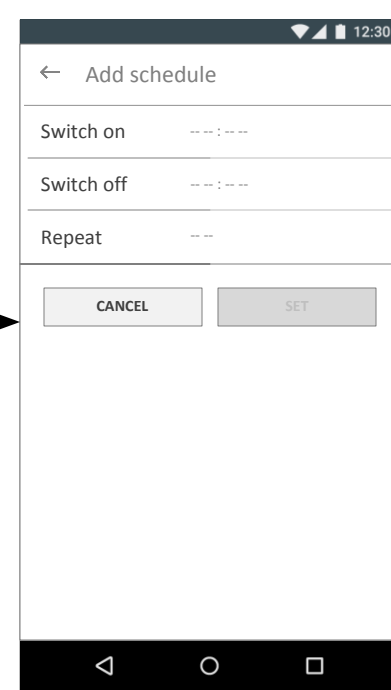 12:30
Add schedule
Switch on -- -- : -- --
Switch off -- -- : -- --
Repeat -- --
CANCEL SET